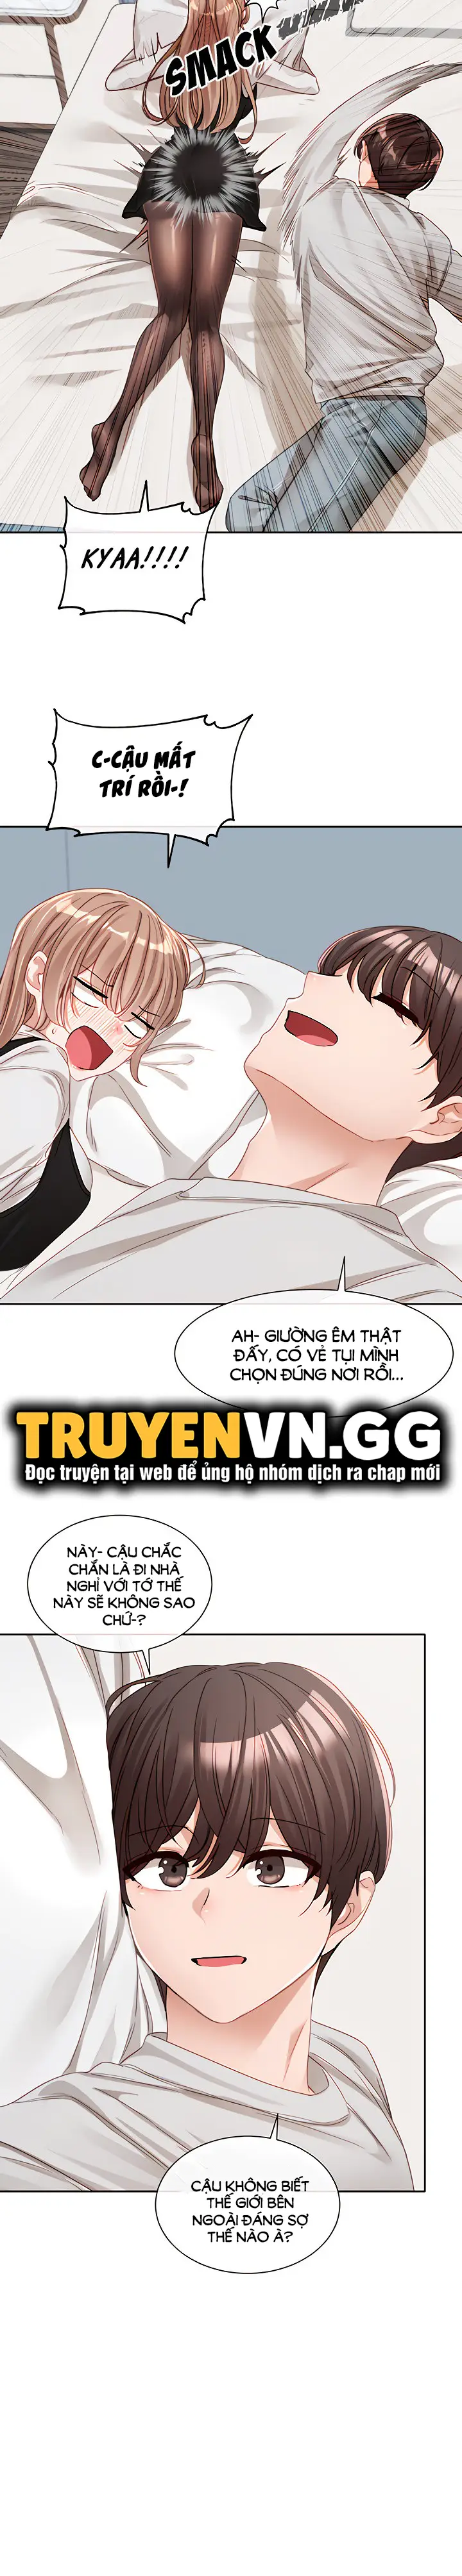 SMACK
KYAA!!!!
C-CẬU MẤT
TRÍ RỒI-!
AH- GIƯỜNG ÊM THẬT
ĐẤY, CÓ VẺ TỤI MÌNH
CHỌN ĐÚNG NƠI RỒI...
TRUYENVN.GG
Đọc truyện tại web để ủng hộ nhóm dịch ra chap mới
NÀY- CẬU CHẮC
CHẮN LÀ ĐI NHÀ
NGHỈ VỚI TỚ THẾ
NÀY SẼ KHÔNG SAO
CHỨ-?
CẬU KHÔNG BIẾT
THẾ GIỚI BÊN
NGOÀI ĐÁNG SỢ
THẾ NÀO À?